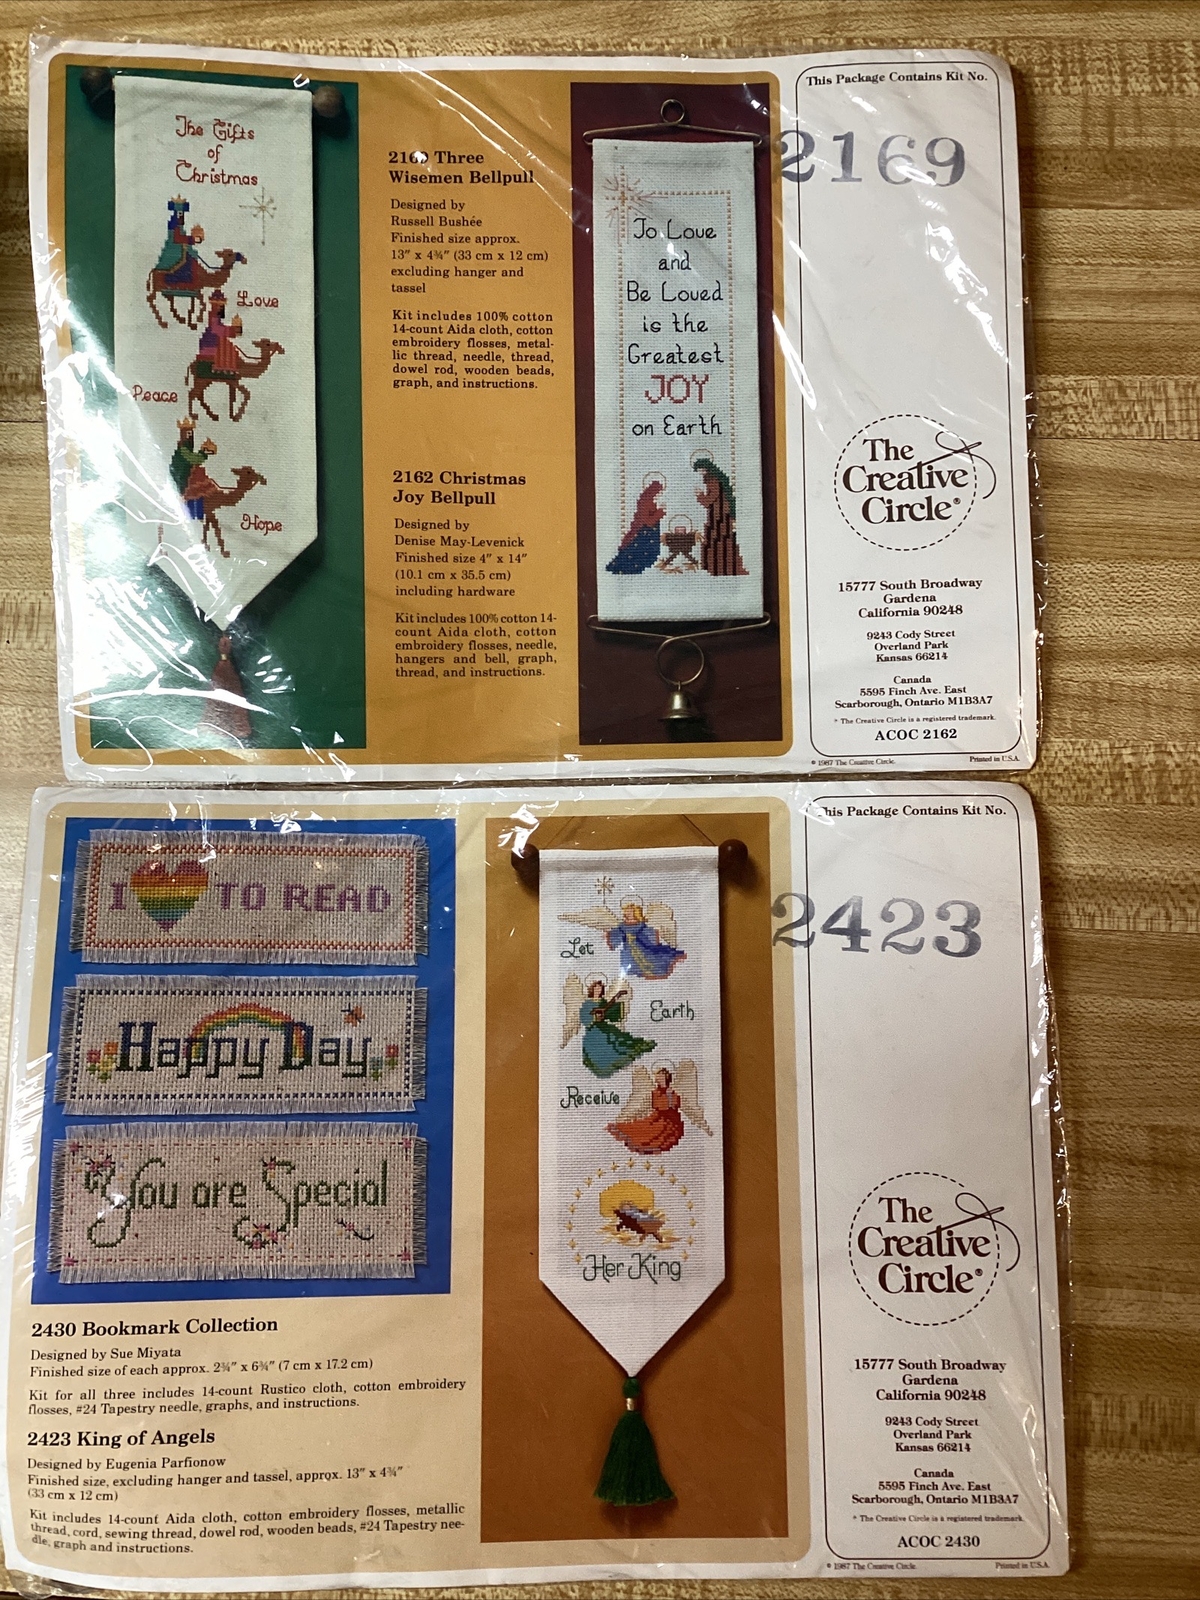 The Gifts
of
Christmas
Love
Peace
Hope
2169 Three
Wisemen Bellpull
Designed by
Russell Bushée
Finished size approx.
13" x 4¾" (33 cm x 12 cm)
excluding hanger and
tassel
Kit includes 100% cotton
14-count Aida cloth, cotton
embroidery flosses, metal-
lic thread, needle, thread,
dowel rod, wooden beads,
graph, and instructions.
2162 Christmas
Joy Bellpull
Designed by
Denise May-Levenick
Finished size 4" x 14"
(10.1 cm x 35.5 cm)
including hardware
Kit includes 100% cotton 14-
count Aida cloth, cotton
embroidery flosses, needle,
hangers and bell, graph,
thread, and instructions.
To Love
and
Be Loved
is the
Greatest
JOY
on Earth
This Package Contains Kit No.
2169
The
Creative
Circle®
15777 South Broadway
Gardena
California 90248
9243 Cody Street
Overland Park
Kansas 66214
Canada
5595 Finch Ave. East
Scarborough, Ontario M1B3A7
* The Creative Circle is a registered trademark.
ACOC 2162
© 1987 The Creative Circle.
Printed in U.S.A.
I TO READ
Happy Day
You are Special
2430 Bookmark Collection
Designed by Sue Miyata
Finished size of each approx. 2¾" x 6¾" (7 cm x 17.2 cm)
Kit for all three includes 14-count Rustico cloth, cotton embroidery
flosses, #24 Tapestry needle, graphs, and instructions.
2423 King of Angels
Designed by Eugenia Parfionow
Finished size, excluding hanger and tassel, approx. 13" x 4¾"
(33 cm x 12 cm)
Kit includes 14-count Aida cloth, cotton embroidery flosses, metallic
thread, cord, sewing thread, dowel rod, wooden beads, #24 Tapestry nee-
dle, graph and instructions.
Let
Earth
Receive
Her King
This Package Contains Kit No.
2423
The
Creative
Circle®
15777 South Broadway
Gardena
California 90248
9243 Cody Street
Overland Park
Kansas 66214
Canada
5595 Finch Ave. East
Scarborough, Ontario M1B3A7
* The Creative Circle is a registered trademark.
ACOC 2430
© 1987 The Creative Circle.
Printed in U.S.A.